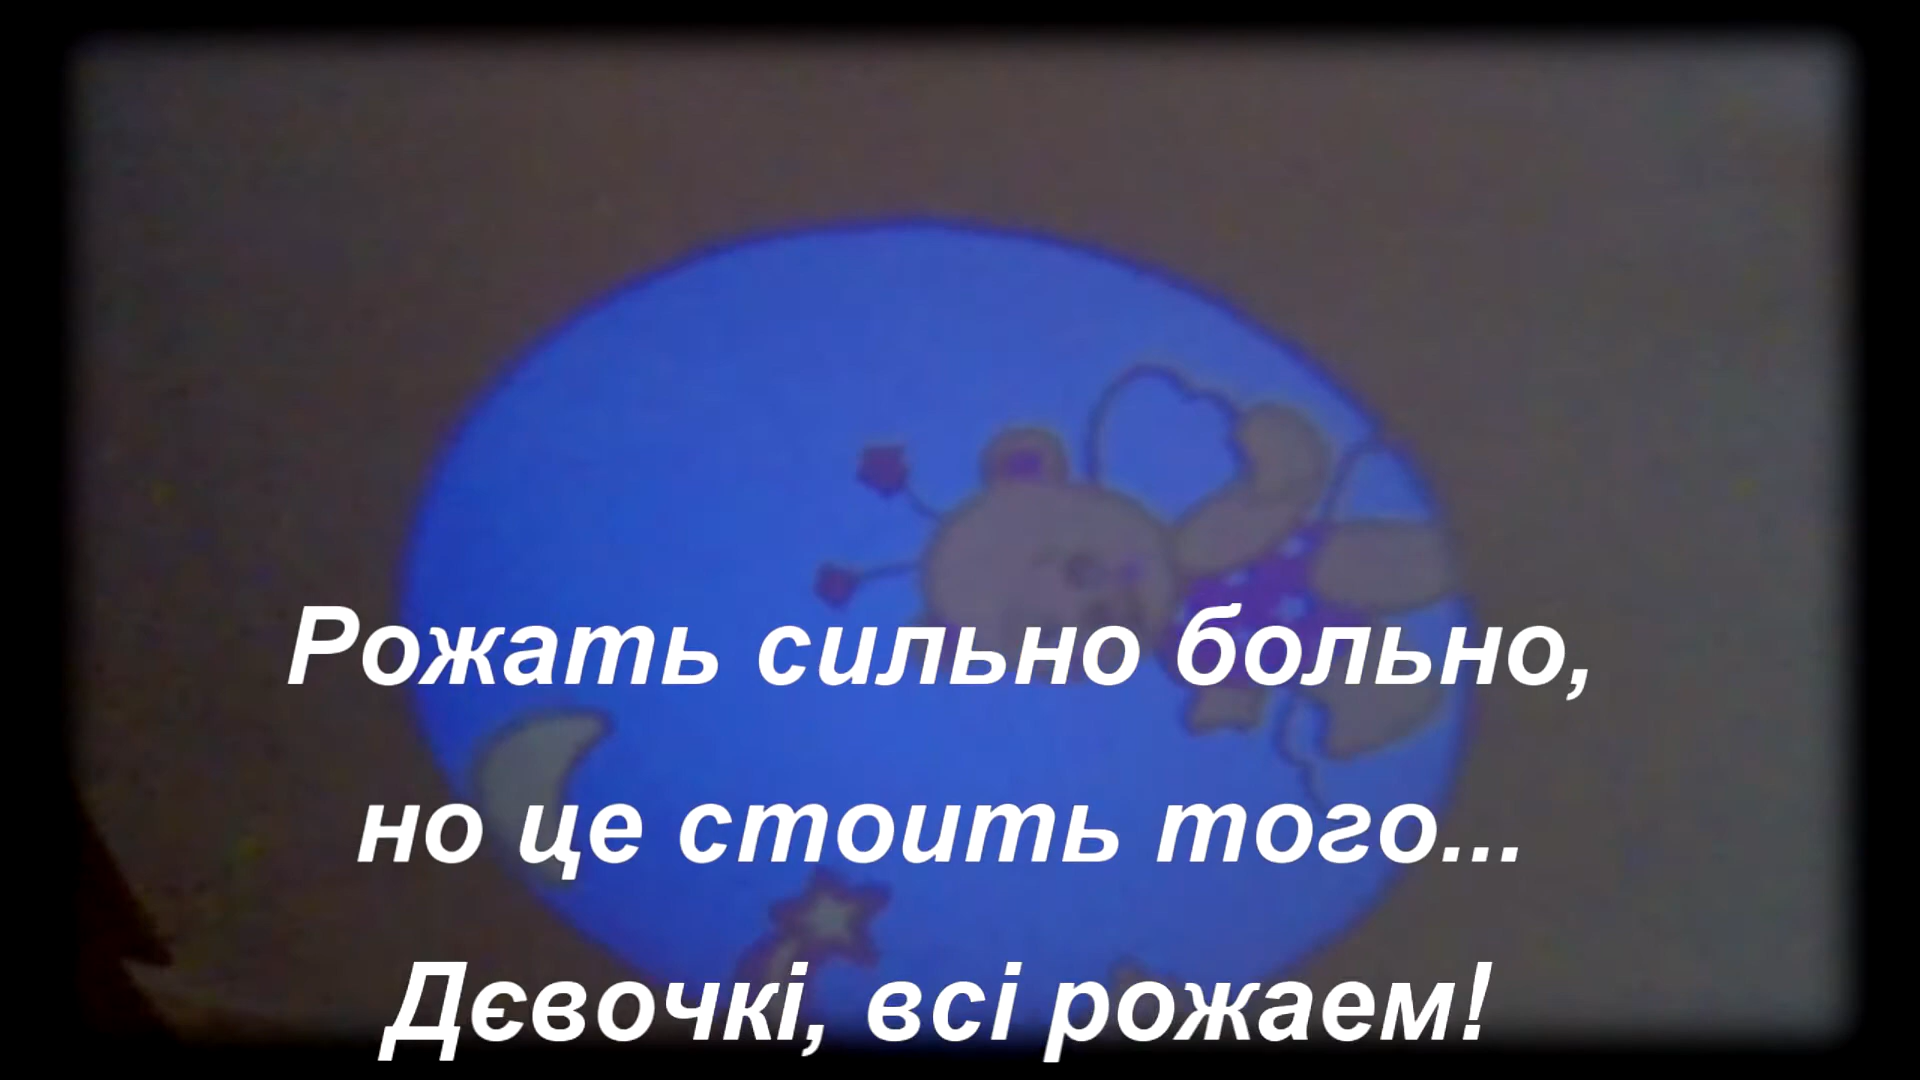 Рожать сильно больно,
но це стоить того...
Дєвочкі, всі рожаем!